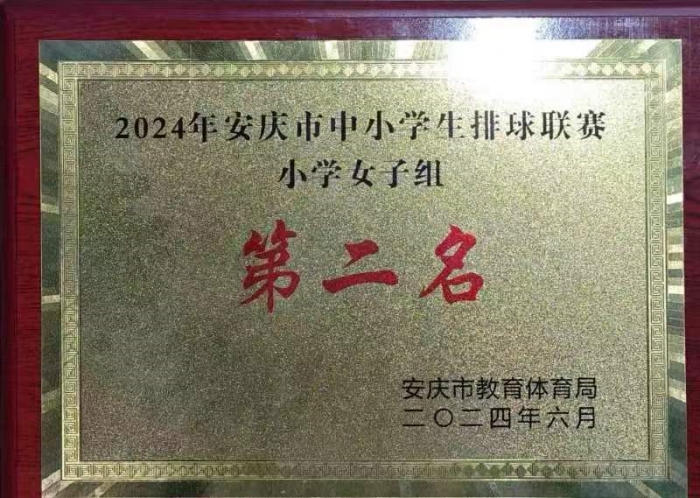 2024年安庆市中小学生排球联赛
小学女子组
第二名
安庆市教育体育局
二〇二四年六月